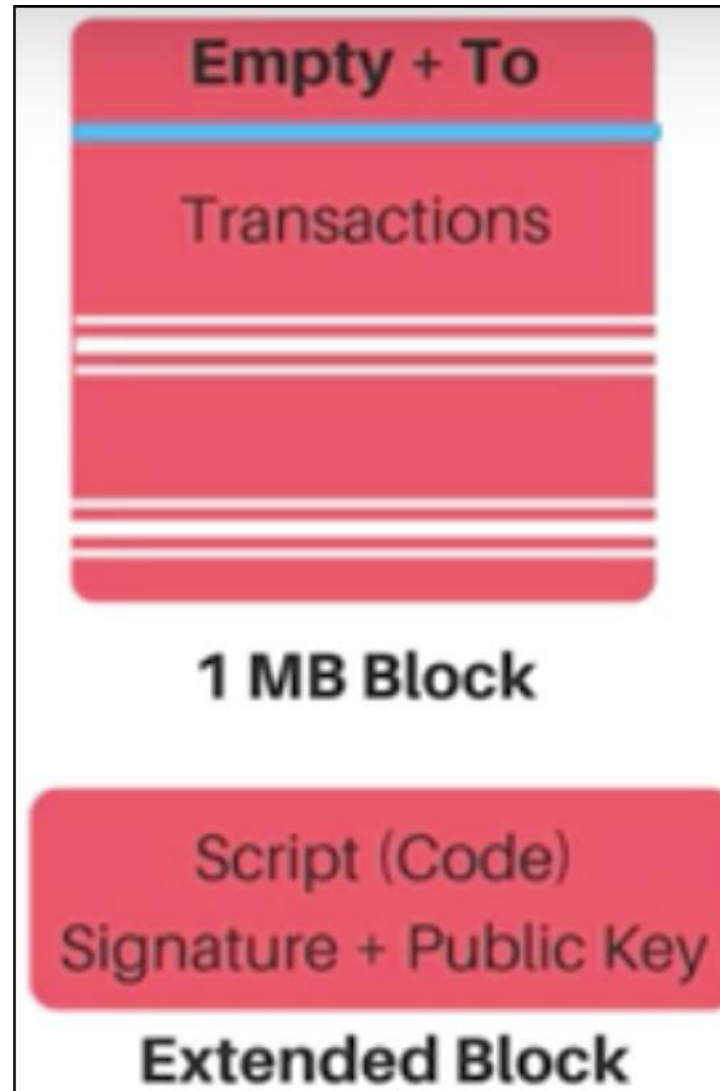 Empty + To
Transactions
1 MB Block
Script (Code)
Signature + Public Key
Extended Block